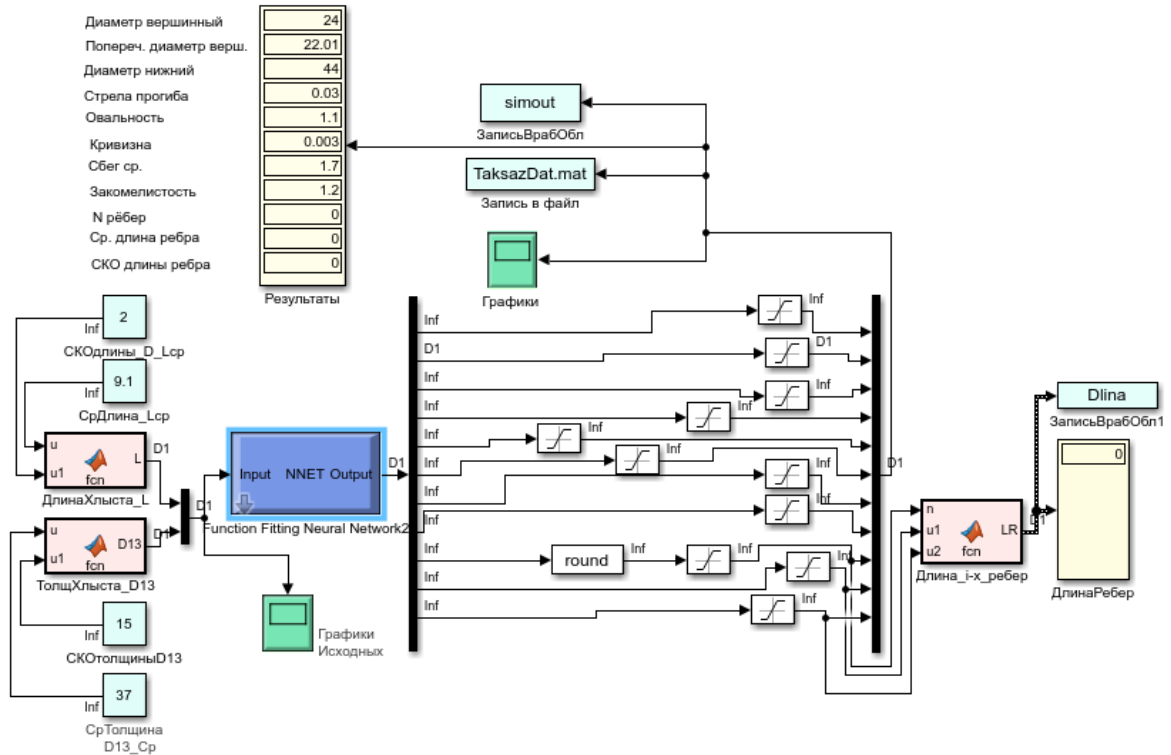 Диаметр вершинный 24
Попереч. диаметр верш. 22.01
Диаметр нижний 44
Стрела прогиба 0.03
Овальность 1.1
Кривизна 0.003
Сбег ср. 1.7
Закомелистость 1.2
N рёбер 0
Ср. длина ребра 0
СКО длины ребра 0
Результаты
simout
ЗаписьВрабОбл
TaksazDat.mat
Запись в файл
Графики
2
Inf
СКОдлины_D_Lср
9.1
Inf
СрДлина_Lср
u
u1
L
fcn
D1
ДлинаХлыста_L
u
u1
D13
fcn
D1
ТолщХлыста_D13
15
Inf
СКОтолщиныD13
37
Inf
СрТолщина
D13_Ср
D1
Input NNET Output
D1
Function Fitting Neural Network2
Графики
Исходных
Inf
Inf
D1
D1
Inf
Inf
Inf
Inf
Inf
Inf
Inf
Inf
Inf
Inf
Inf
Inf
round
Inf
Inf
Inf
Inf
Inf
Inf
D1
n
u1
u2
LR
fcn
D1
Длина_i-х_ребер
Dlina
ЗаписьВрабОбл1
0
ДлинаРебер